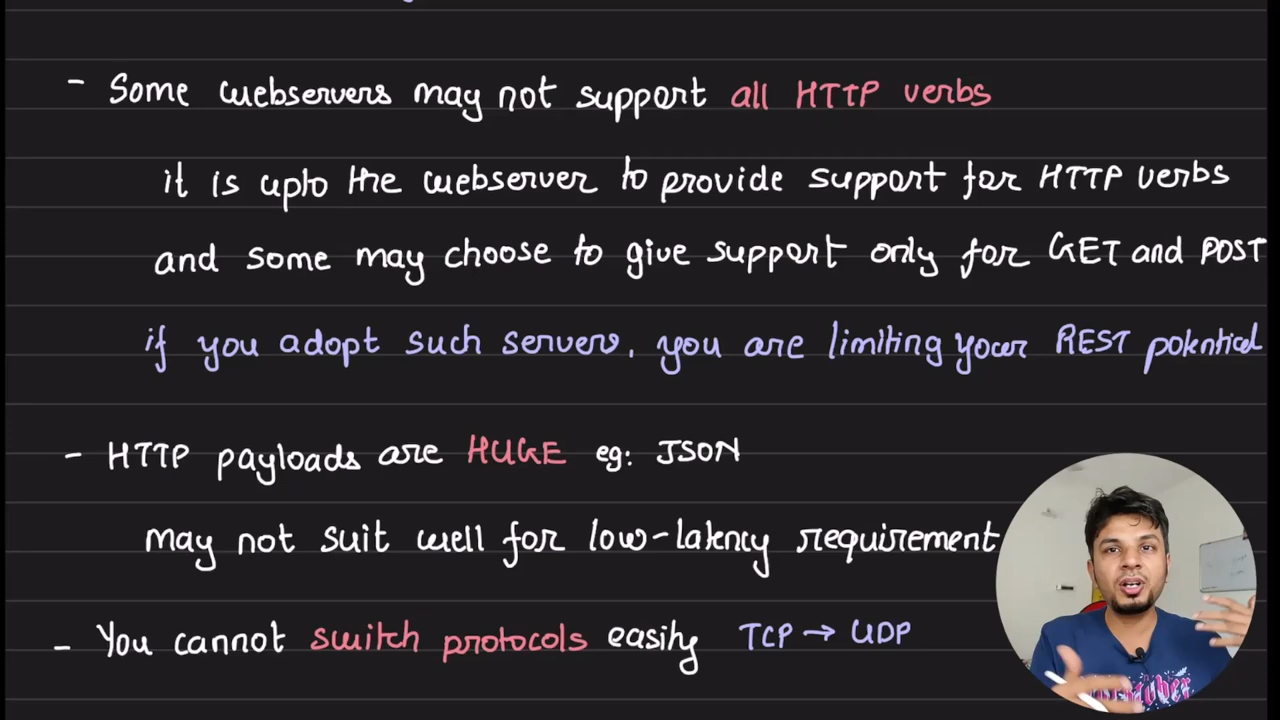 - Some webservers may not support all HTTP verbs
it is upto the webserver to provide support for HTTP verbs
and some may choose to give support only for GET and POST
if you adopt such servers, you are limiting your REST potential
- HTTP payloads are HUGE eg: JSON
may not suit well for low-latency requirement
- You cannot switch protocols easily TCP → UDP